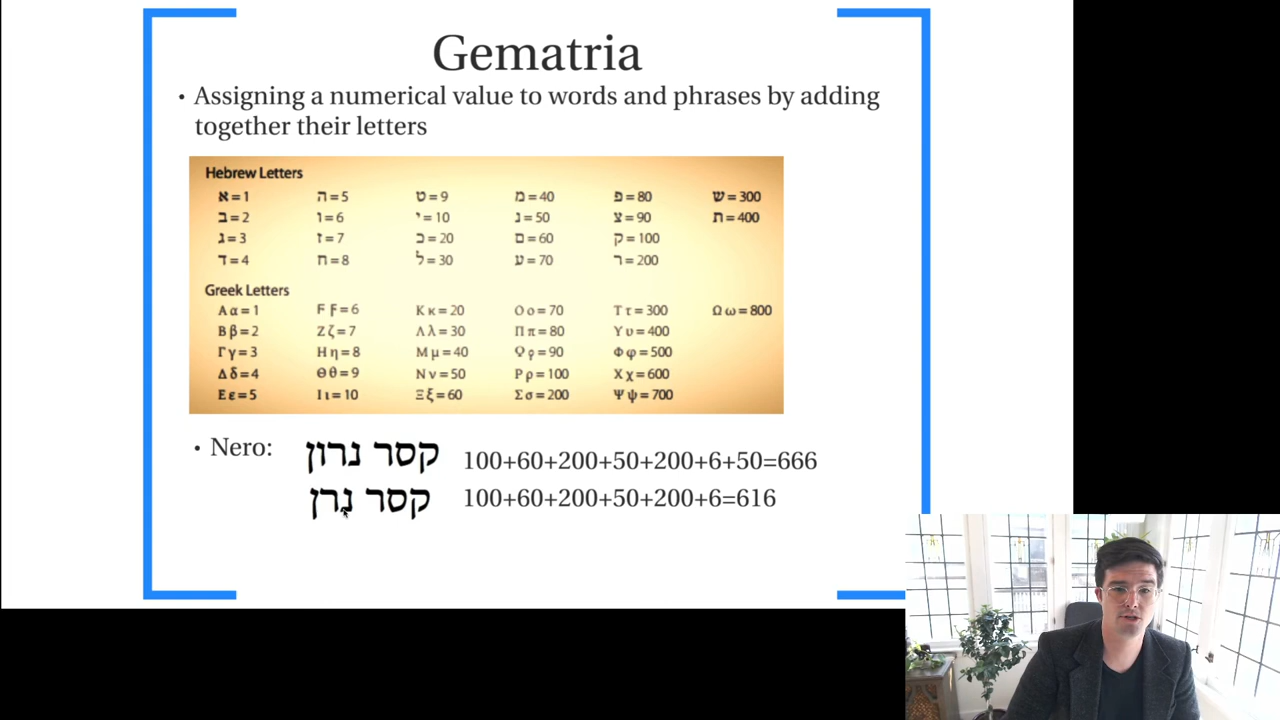 Gematria
• Assigning a numerical value to words and phrases by adding
together their letters
Hebrew Letters
א = 1 ה = 5 ט = 9 מ = 40 פ = 80 ש = 300
ב = 2 ו = 6 י = 10 נ = 50 צ = 90 ת = 400
ג = 3 ז = 7 כ = 20 ם = 60 ק = 100
ד = 4 ח = 8 ל = 30 ע = 70 ר = 200
Greek Letters
Α α = 1 Ϝ ϝ = 6 Κ κ = 20 Ο ο = 70 Τ τ = 300 Ω ω = 800
Β β = 2 Ζ ζ = 7 Λ λ = 30 Π π = 80 Υ υ = 400
Γ γ = 3 Η η = 8 Μ μ = 40 Ϙ ϙ = 90 Φ φ = 500
Δ δ = 4 Θ θ = 9 Ν ν = 50 Ρ ρ = 100 Χ χ = 600
Ε ε = 5 Ι ι = 10 Ξ ξ = 60 Σ σ = 200 Ψ ψ = 700
• Nero: קסר נרון 100+60+200+50+200+6+50=666
קסר נרן 100+60+200+50+200+6=616